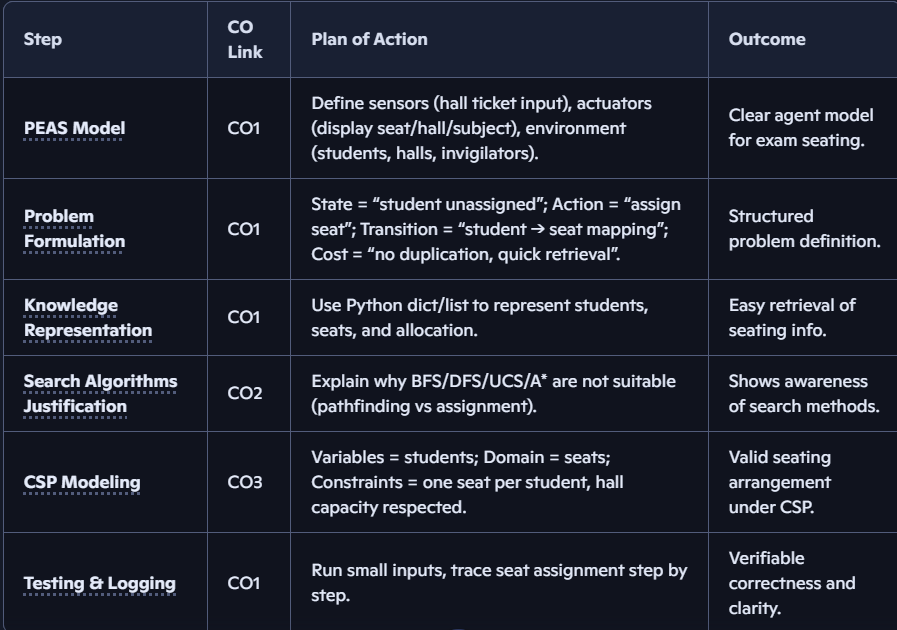 Step
CO
Link
Plan of Action
Outcome
PEAS Model
CO1
Define sensors (hall ticket input), actuators
(display seat/hall/subject), environment
(students, halls, invigilators).
Clear agent model
for exam seating.
Problem
Formulation
CO1
State = “student unassigned”; Action = “assign
seat”; Transition = “student → seat mapping”;
Cost = “no duplication, quick retrieval”.
Structured
problem definition.
Knowledge
Representation
CO1
Use Python dict/list to represent students,
seats, and allocation.
Easy retrieval of
seating info.
Search Algorithms
Justification
CO2
Explain why BFS/DFS/UCS/A* are not suitable
(pathfinding vs assignment).
Shows awareness
of search methods.
CSP Modeling
CO3
Variables = students; Domain = seats;
Constraints = one seat per student, hall
capacity respected.
Valid seating
arrangement
under CSP.
Testing & Logging
CO1
Run small inputs, trace seat assignment step by
step.
Verifiable
correctness and
clarity.